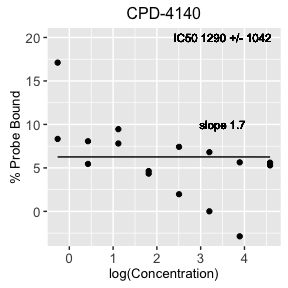 CPD-4140
IC50 1290 +/- 1042
slope 1.7
% Probe Bound
20
15
10
5
0
0 1 2 3 4
log(Concentration)